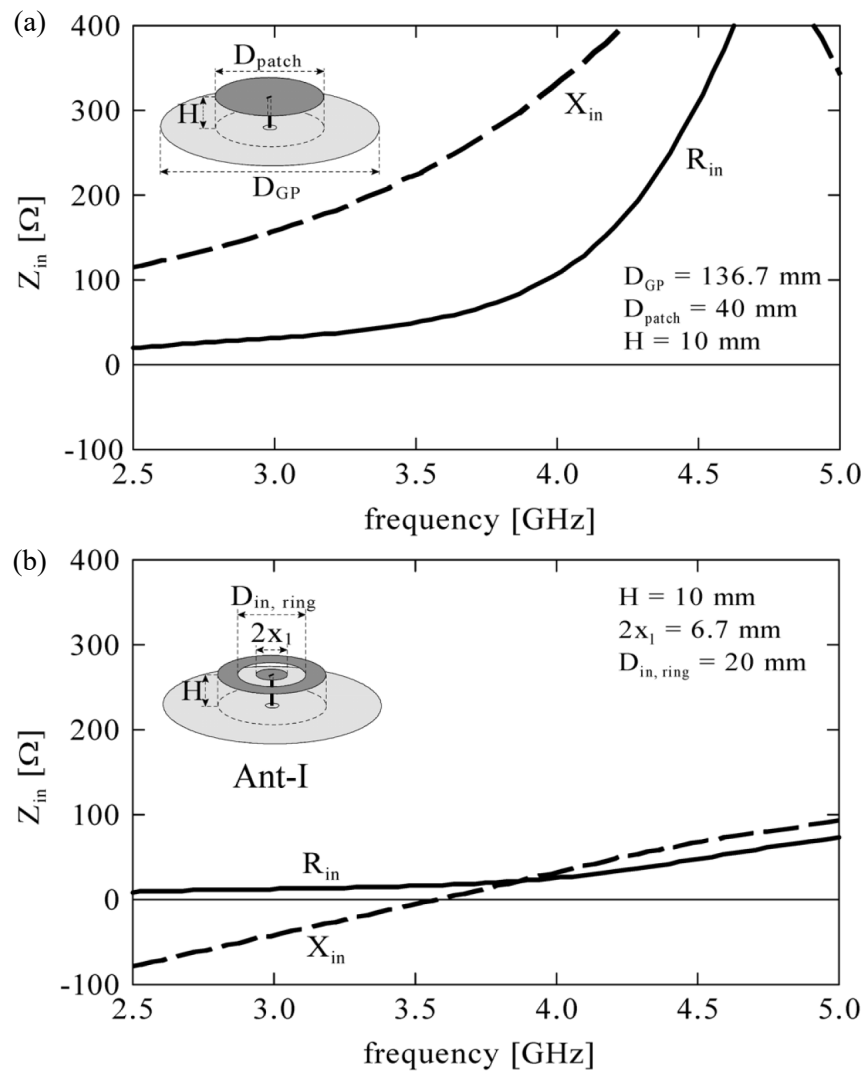 (a)
400
300
200
100
0
-100
Z_in [Ω]
D_patch
H
D_GP
X_in
R_in
D_GP = 136.7 mm
D_patch = 40 mm
H = 10 mm
2.5 3.0 3.5 4.0 4.5 5.0
frequency [GHz]
(b)
400
300
200
100
0
-100
Z_in [Ω]
D_in, ring
2x_1
H
Ant-I
H = 10 mm
2x_1 = 6.7 mm
D_in, ring = 20 mm
R_in
X_in
2.5 3.0 3.5 4.0 4.5 5.0
frequency [GHz]